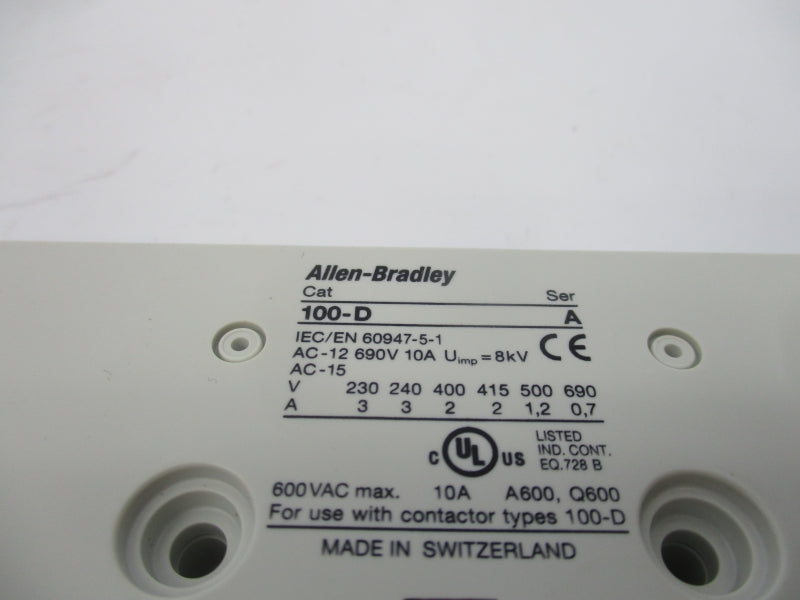 Allen-Bradley
Cat Ser
100-D A
IEC/EN 60947-5-1 CE
AC-12 690V 10A Uimp = 8kV
AC-15
V 230 240 400 415 500 690
A 3 3 2 2 1,2 0,7
C UL US LISTED
IND. CONT.
EQ.728 B
600VAC max. 10A A600, Q600
For use with contactor types 100-D
MADE IN SWITZERLAND